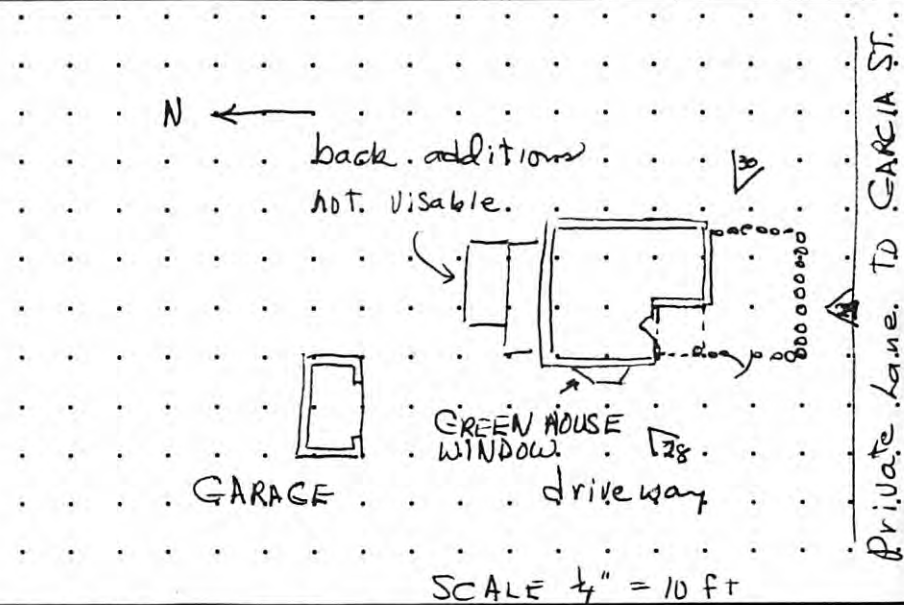 N
back additions
not visable.
30
Private Lane TO GARCIA ST.
GREEN HOUSE
WINDOW
28
GARAGE
driveway
SCALE 1/4" = 10 ft